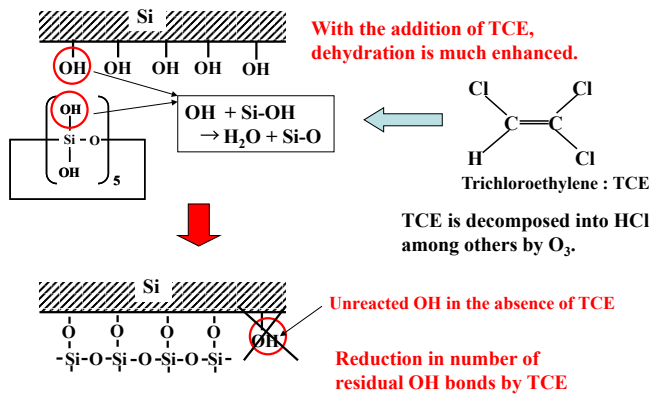 Si
With the addition of TCE,
dehydration is much enhanced.
OH OH OH OH OH
OH
Si O
OH
5
OH + Si-OH
→H₂O + Si-O
Cl Cl
C C
H Cl
Trichloroethylene : TCE
TCE is decomposed into HCl
among others by O₃.
Si
Unreacted OH in the absence of TCE
O O O O OH
-Si-O-Si-O-Si-O-Si-
Reduction in number of
residual OH bonds by TCE